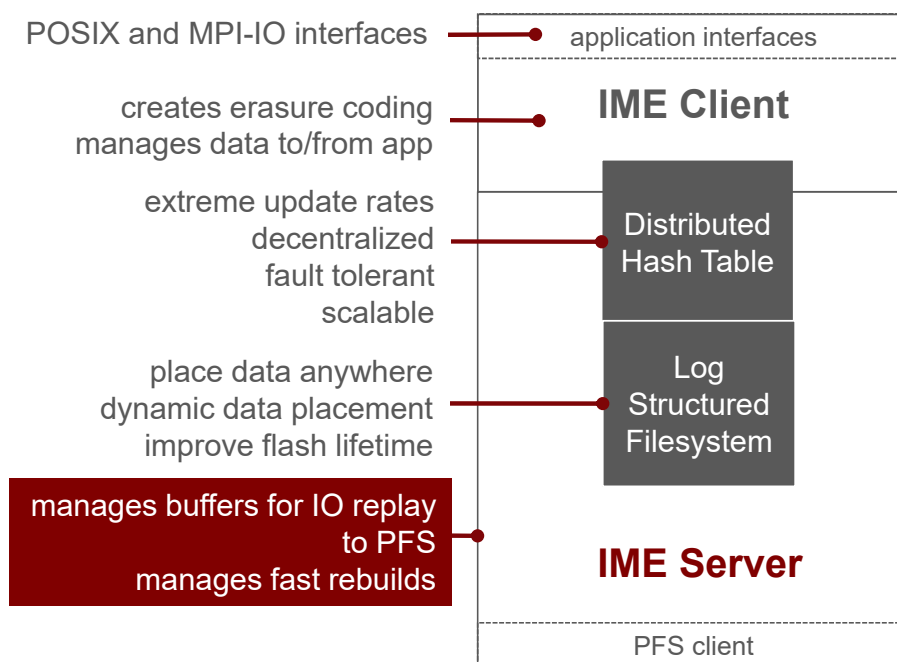 POSIX and MPI-IO interfaces
application interfaces
IME Client
creates erasure coding
manages data to/from app
extreme update rates
decentralized
fault tolerant
scalable
Distributed
Hash Table
place data anywhere
dynamic data placement
improve flash lifetime
Log
Structured
Filesystem
manages buffers for IO replay
to PFS
manages fast rebuilds
IME Server
PFS client